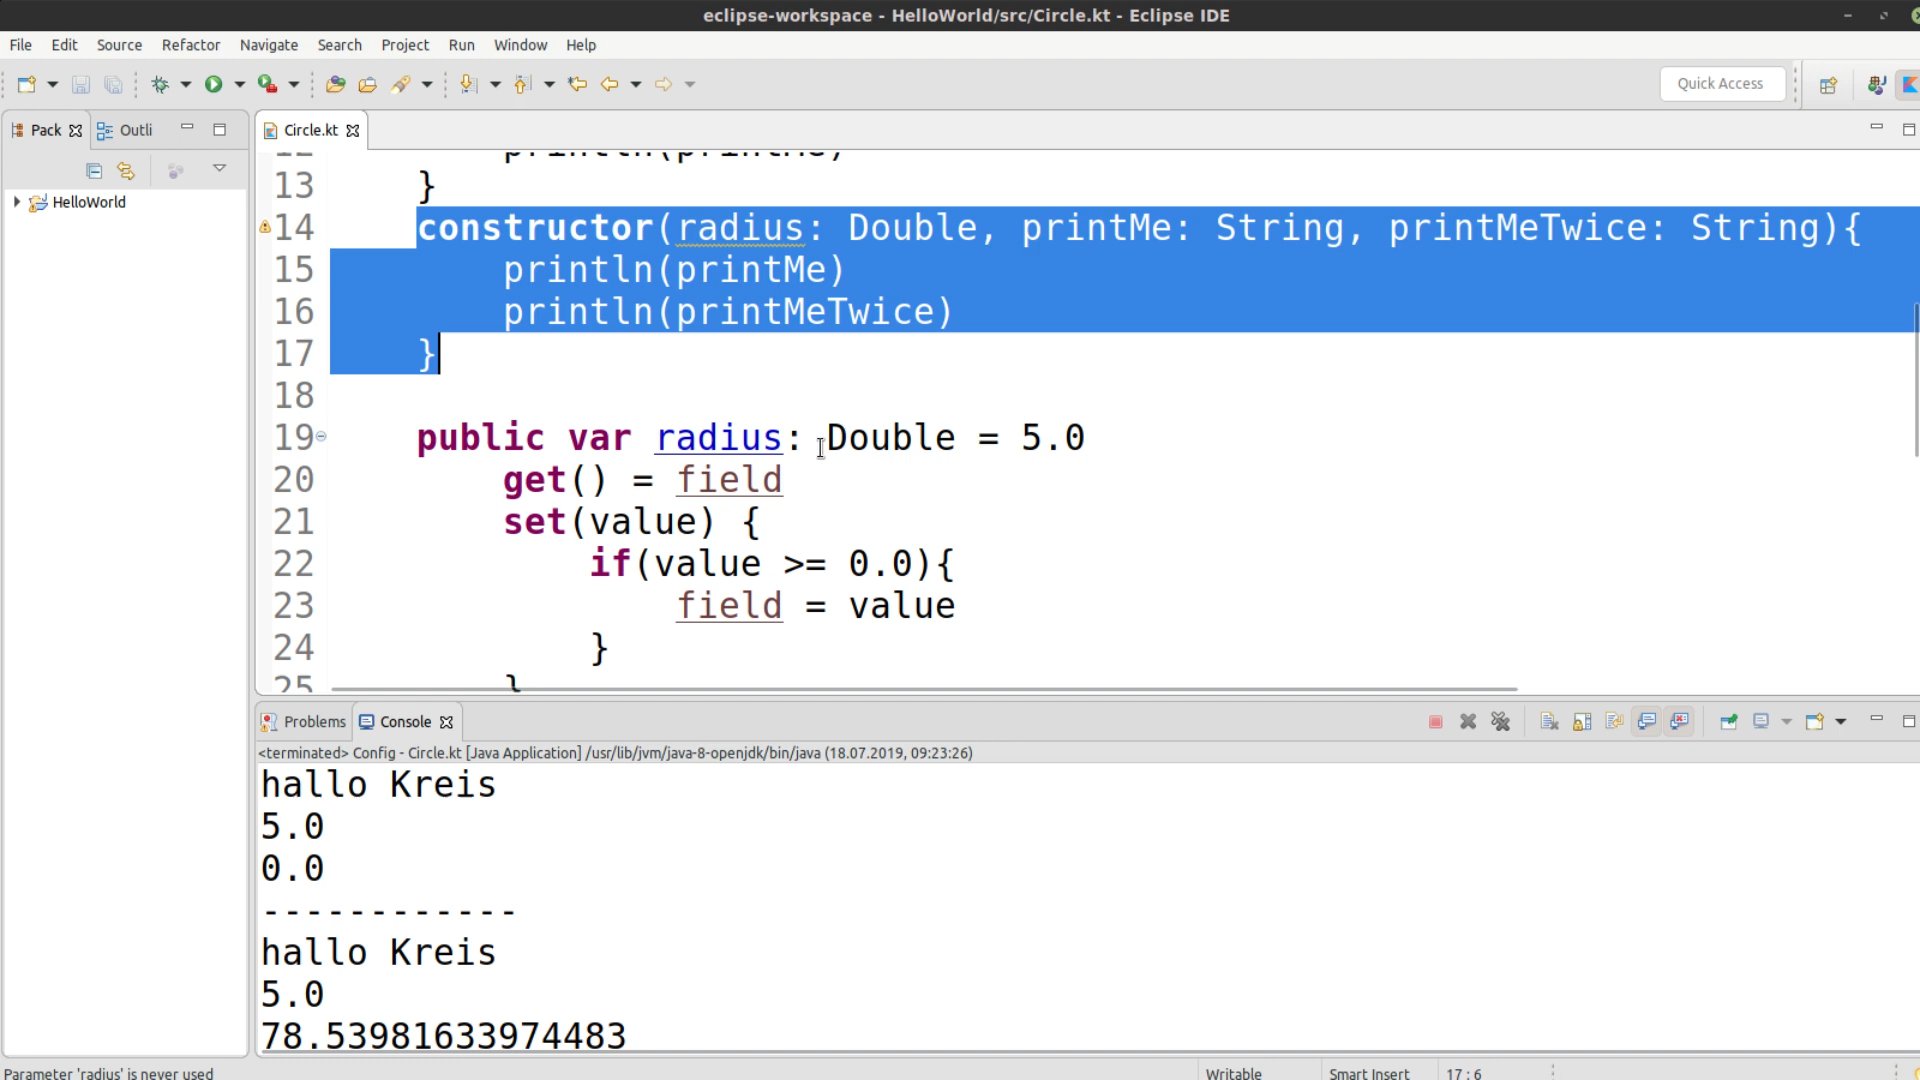 eclipse-workspace - HelloWorld/src/Circle.kt - Eclipse IDE
File Edit Source Refactor Navigate Search Project Run Window Help
Quick Access
Pack Outli
Circle.kt
HelloWorld
12 println(printMe)
13 }
14 constructor(radius: Double, printMe: String, printMeTwice: String){
15 println(printMe)
16 println(printMeTwice)
17 }
18
19 public var radius: Double = 5.0
20 get() = field
21 set(value) {
22 if(value >= 0.0){
23 field = value
24 }
25 }
Problems Console
<terminated> Config - Circle.kt [Java Application] /usr/lib/jvm/java-8-openjdk/bin/java (18.07.2019, 09:23:26)
hallo Kreis
5.0
0.0
------------
hallo Kreis
5.0
78.53981633974483
Parameter 'radius' is never used Writable Smart Insert 17 : 6